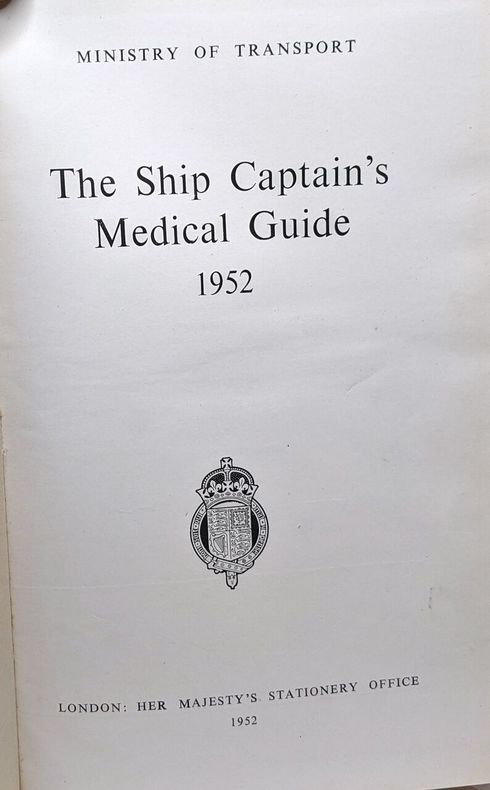 MINISTRY OF TRANSPORT
The Ship Captain's
Medical Guide
1952
LONDON: HER MAJESTY'S STATIONERY OFFICE
1952